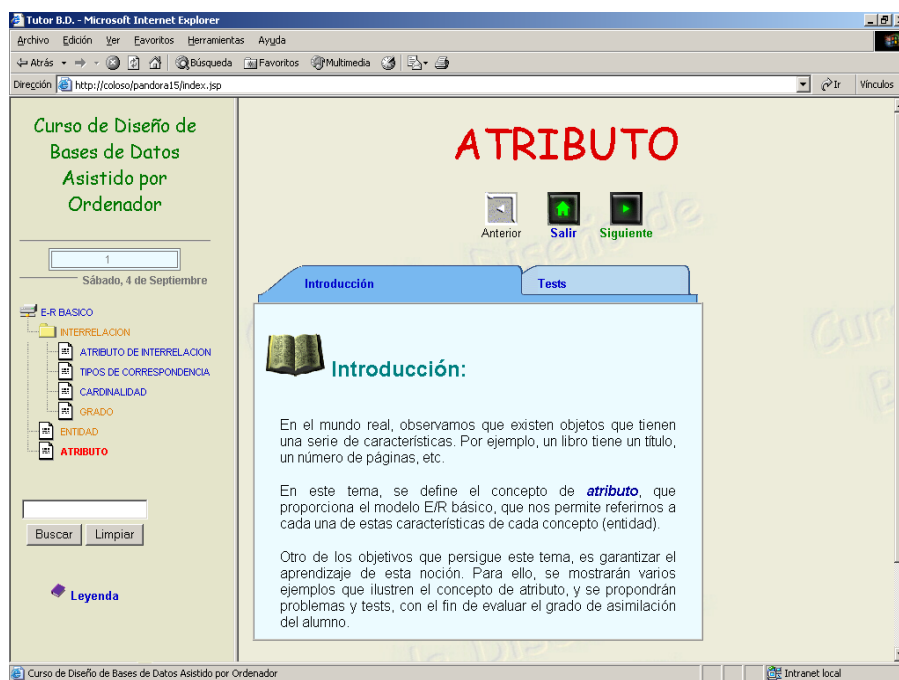 Tutor B.D. - Microsoft Internet Explorer
Archivo Edición Ver Favoritos Herramientas Ayuda
Atrás Búsqueda Favoritos Multimedia
Dirección http://coloso/pandora15/index.jsp Ir Vínculos
Curso de Diseño de
Bases de Datos
Asistido por
Ordenador
1
Sábado, 4 de Septiembre
E-R BASICO
INTERRELACION
ATRIBUTO DE INTERRELACION
TIPOS DE CORRESPONDENCIA
CARDINALIDAD
GRADO
ENTIDAD
ATRIBUTO
Buscar Limpiar
Leyenda
ATRIBUTO
Anterior Salir Siguiente
Introducción Tests
Introducción:
En el mundo real, observamos que existen objetos que tienen
una serie de características. Por ejemplo, un libro tiene un título,
un número de páginas, etc.
En este tema, se define el concepto de atributo, que
proporciona el modelo E/R básico, que nos permite referirnos a
cada una de estas características de cada concepto (entidad).
Otro de los objetivos que persigue este tema, es garantizar el
aprendizaje de esta noción. Para ello, se mostrarán varios
ejemplos que ilustren el concepto de atributo, y se propondrán
problemas y tests, con el fin de evaluar el grado de asimilación
del alumno.
Curso de Diseño de Bases de Datos Asistido por Ordenador
Intranet local